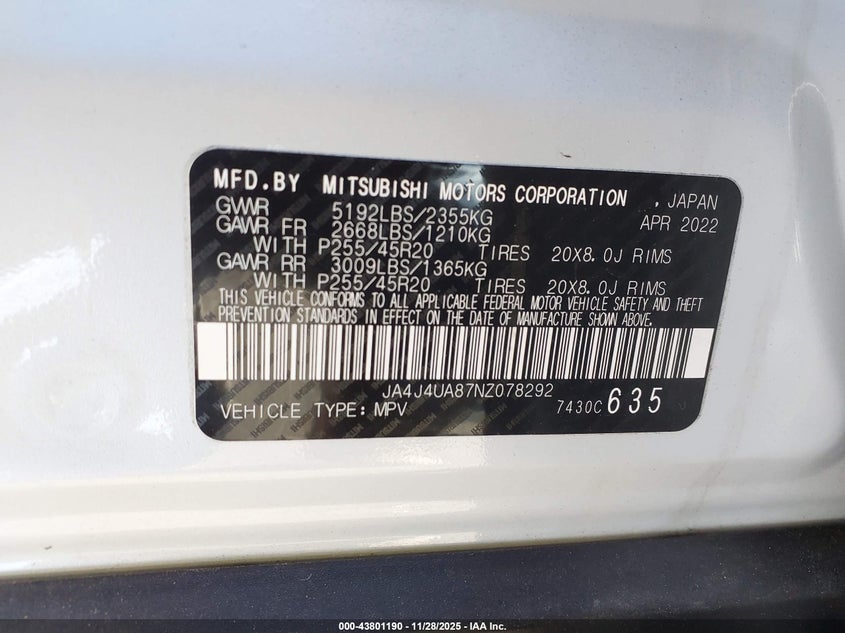 MFD.BY MITSUBISHI MOTORS CORPORATION , JAPAN
GVWR 5192LBS/2355KG APR 2022
GAWR FR 2668LBS/1210KG
WITH P255/45R20 TIRES 20X8.0J RIMS
GAWR RR 3009LBS/1365KG
WITH P255/45R20 TIRES 20X8.0J RIMS
THIS VEHICLE CONFORMS TO ALL APPLICABLE FEDERAL MOTOR VEHICLE SAFETY AND THEFT
PREVENTION STANDARDS IN EFFECT ON THE DATE OF MANUFACTURE SHOWN ABOVE.
JA4J4UA87NZ078292
VEHICLE TYPE: MPV 7430C 635
000-43801190 - 11/28/2025 - IAA Inc.